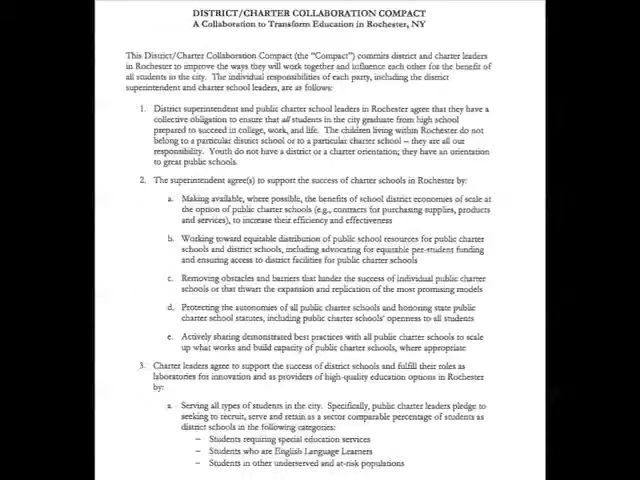 DISTRICT/CHARTER COLLABORATION COMPACT
A Collaboration to Transform Education in Rochester, NY
This District/Charter Collaboration Compact (the “Compact”) commits district and charter leaders
in Rochester to improve the ways they will work together and influence each other for the benefit of
all students in the city. The individual responsibilities of each party, including the district
superintendent and charter school leaders, are as follows:
1. District superintendent and public charter school leaders in Rochester agree that they have a
collective obligation to ensure that all students in the city graduate from high school
prepared to succeed in college, work, and life. The children living within Rochester do not
belong to a particular district school or to a particular charter school – they are all our
responsibility. Youth do not have a district or a charter orientation; they have an orientation
to great public schools.
2. The superintendent agree(s) to support the success of charter schools in Rochester by:
a. Making available, where possible, the benefits of school district economies of scale at
the option of public charter schools (e.g., contracts for purchasing supplies, products
and services), to increase their efficiency and effectiveness
b. Working toward equitable distribution of public school resources for public charter
schools and district schools, including advocating for equitable per-student funding
and ensuring access to district facilities for public charter schools
c. Removing obstacles and barriers that hinder the success of individual public charter
schools or that thwart the expansion and replication of the most promising models
d. Protecting the autonomies of all public charter schools and honoring state public
charter school statutes, including public charter schools' openness to all students
e. Actively sharing demonstrated best practices with all public charter schools to scale
up what works and build capacity of public charter schools, where appropriate
3. Charter leaders agree to support the success of district schools and fulfill their roles as
laboratories for innovation and as providers of high-quality education options in Rochester
by:
a. Serving all types of students in the city. Specifically, public charter leaders pledge to
seeking to recruit, serve and retain as a sector comparable percentage of students as
district schools in the following categories:
– Students requiring special education services
– Students who are English Language Learners
– Students in other underserved and at-risk populations